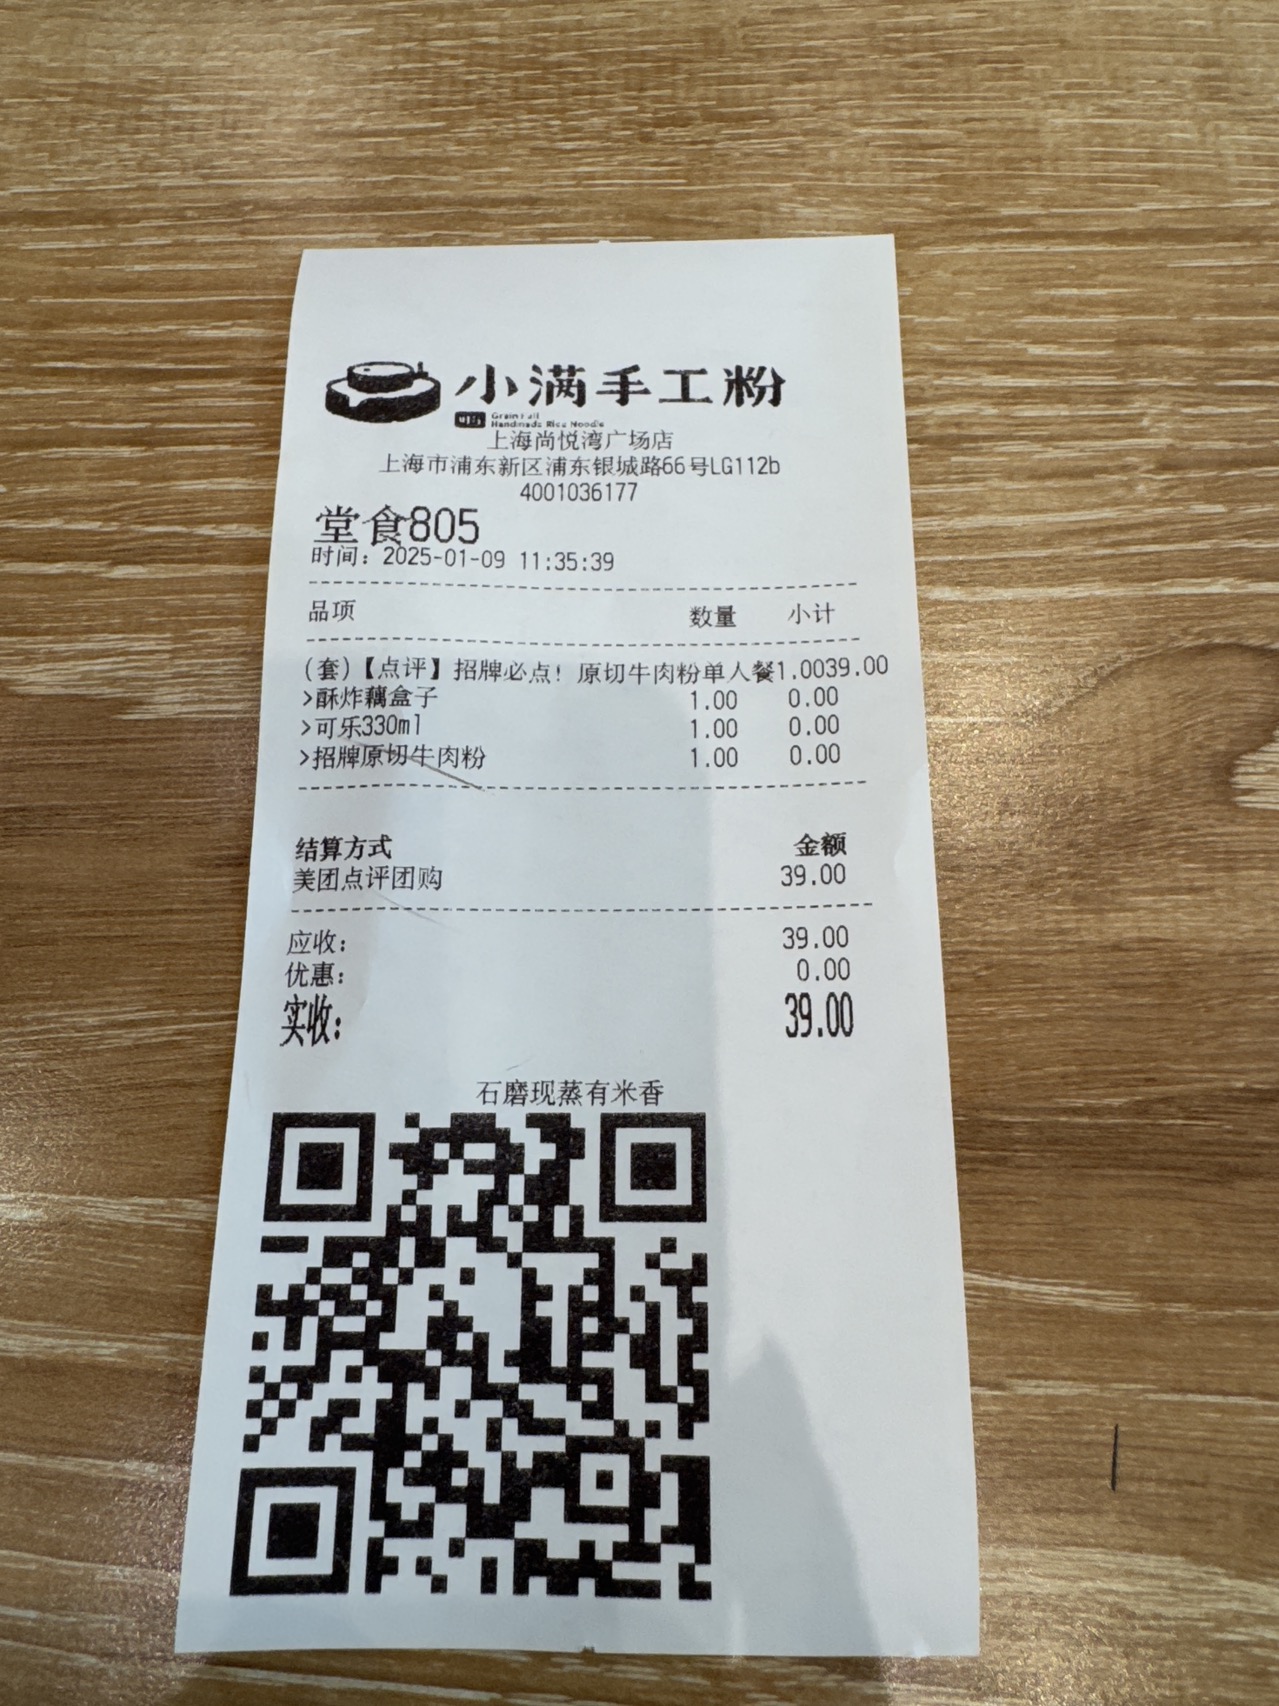 小满手工粉
Grain Full
Handmade Rice Noodle
上海尚悦湾广场店
上海市浦东新区浦东银城路66号LG112b
4001036177
堂食805
时间：2025-01-09 11:35:39
品项 数量 小计
(套)【点评】招牌必点！原切牛肉粉单人餐1.0039.00
>酥炸藕盒子 1.00 0.00
>可乐330ml 1.00 0.00
>招牌原切牛肉粉 1.00 0.00
结算方式 金额
美团点评团购 39.00
应收： 39.00
优惠： 0.00
实收： 39.00
石磨现蒸有米香